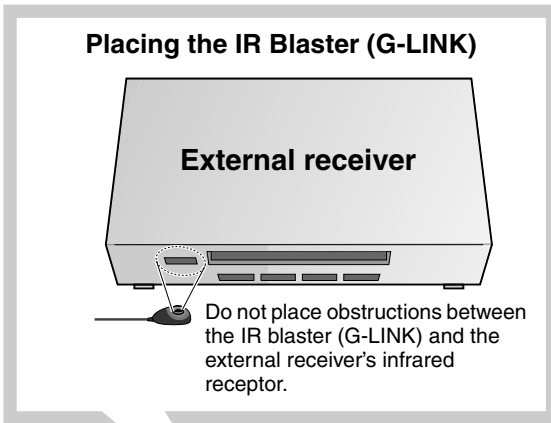 Placing the IR Blaster (G-LINK)
External receiver
Do not place obstructions between
the IR blaster (G-LINK) and the
external receiver's infrared
receptor.